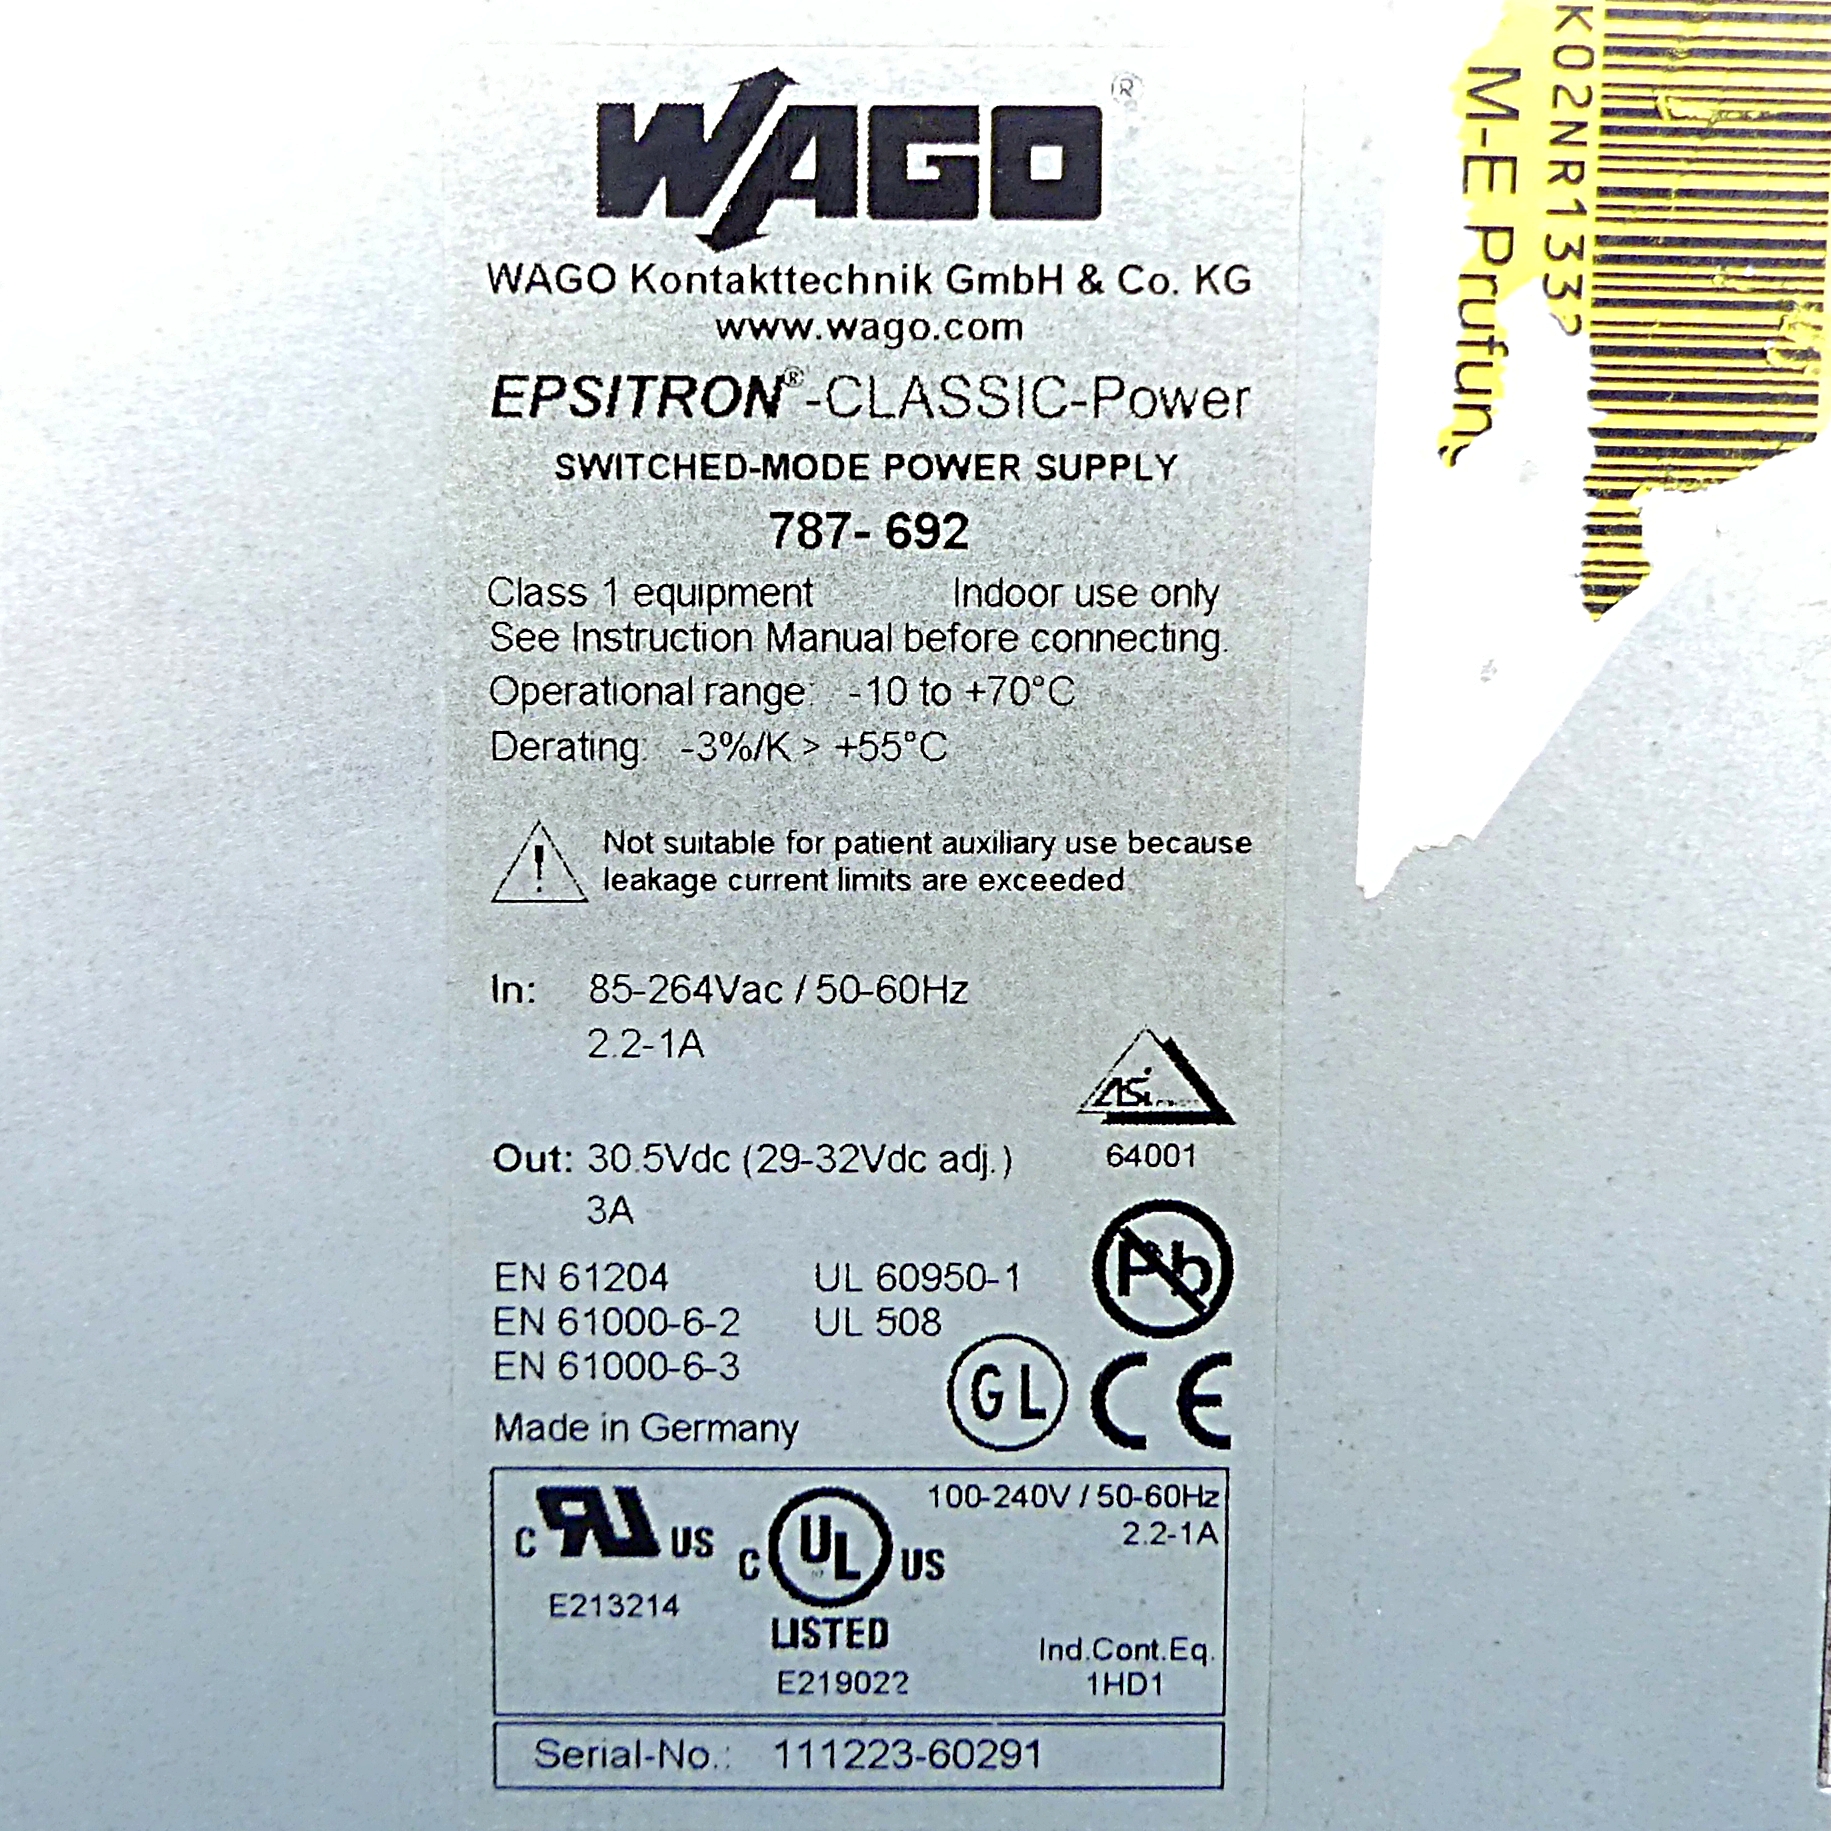 WAGO®
WAGO Kontakttechnik GmbH & Co. KG
www.wago.com
EPSITRON®-CLASSIC-Power
SWITCHED-MODE POWER SUPPLY
787- 692
Class 1 equipment Indoor use only
See Instruction Manual before connecting.
Operational range: -10 to +70°C
Derating: -3%/K > +55°C
! Not suitable for patient auxiliary use because
leakage current limits are exceeded
In: 85-264Vac / 50-60Hz
2.2-1A
ASi
64001
Out: 30.5Vdc (29-32Vdc adj.)
3A
Pb
EN 61204 UL 60950-1
EN 61000-6-2 UL 508
EN 61000-6-3
GL CE
Made in Germany
c RU US
E213214
c UL US
LISTED
E219022
100-240V / 50-60Hz
2.2-1A
Ind.Cont.Eq.
1HD1
Serial-No.: 111223-60291
K02NR133
M-E Prüfun